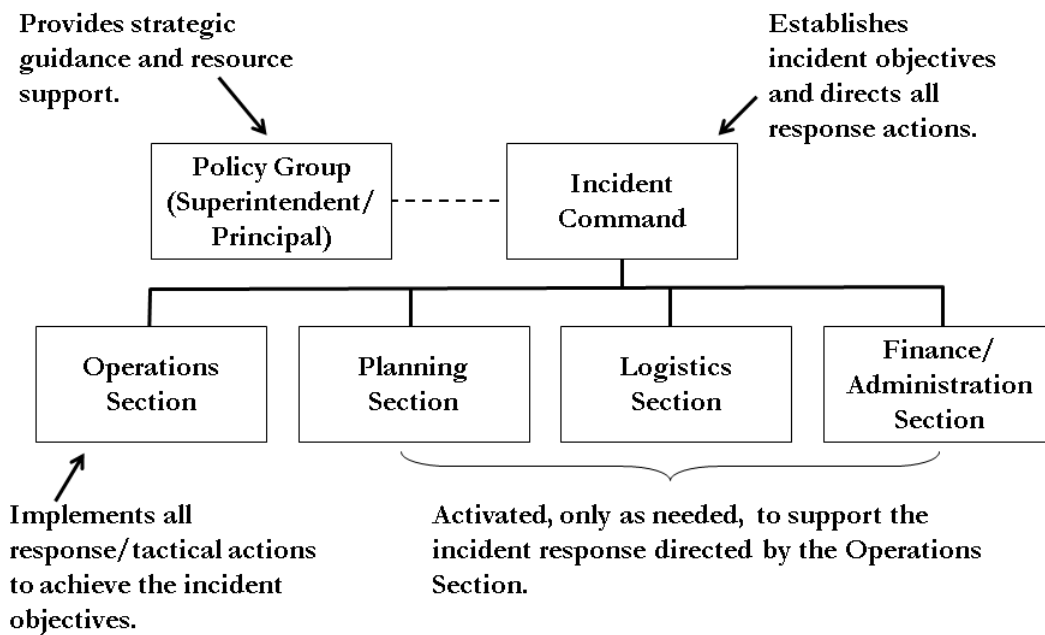 Provides strategic
guidance and resource
support.
Establishes
incident objectives
and directs all
response actions.
Policy Group
(Superintendent/
Principal)
Incident
Command
Operations
Section
Planning
Section
Logistics
Section
Finance/
Administration
Section
Implements all
response/tactical actions
to achieve the incident
objectives.
Activated, only as needed, to support the
incident response directed by the Operations
Section.